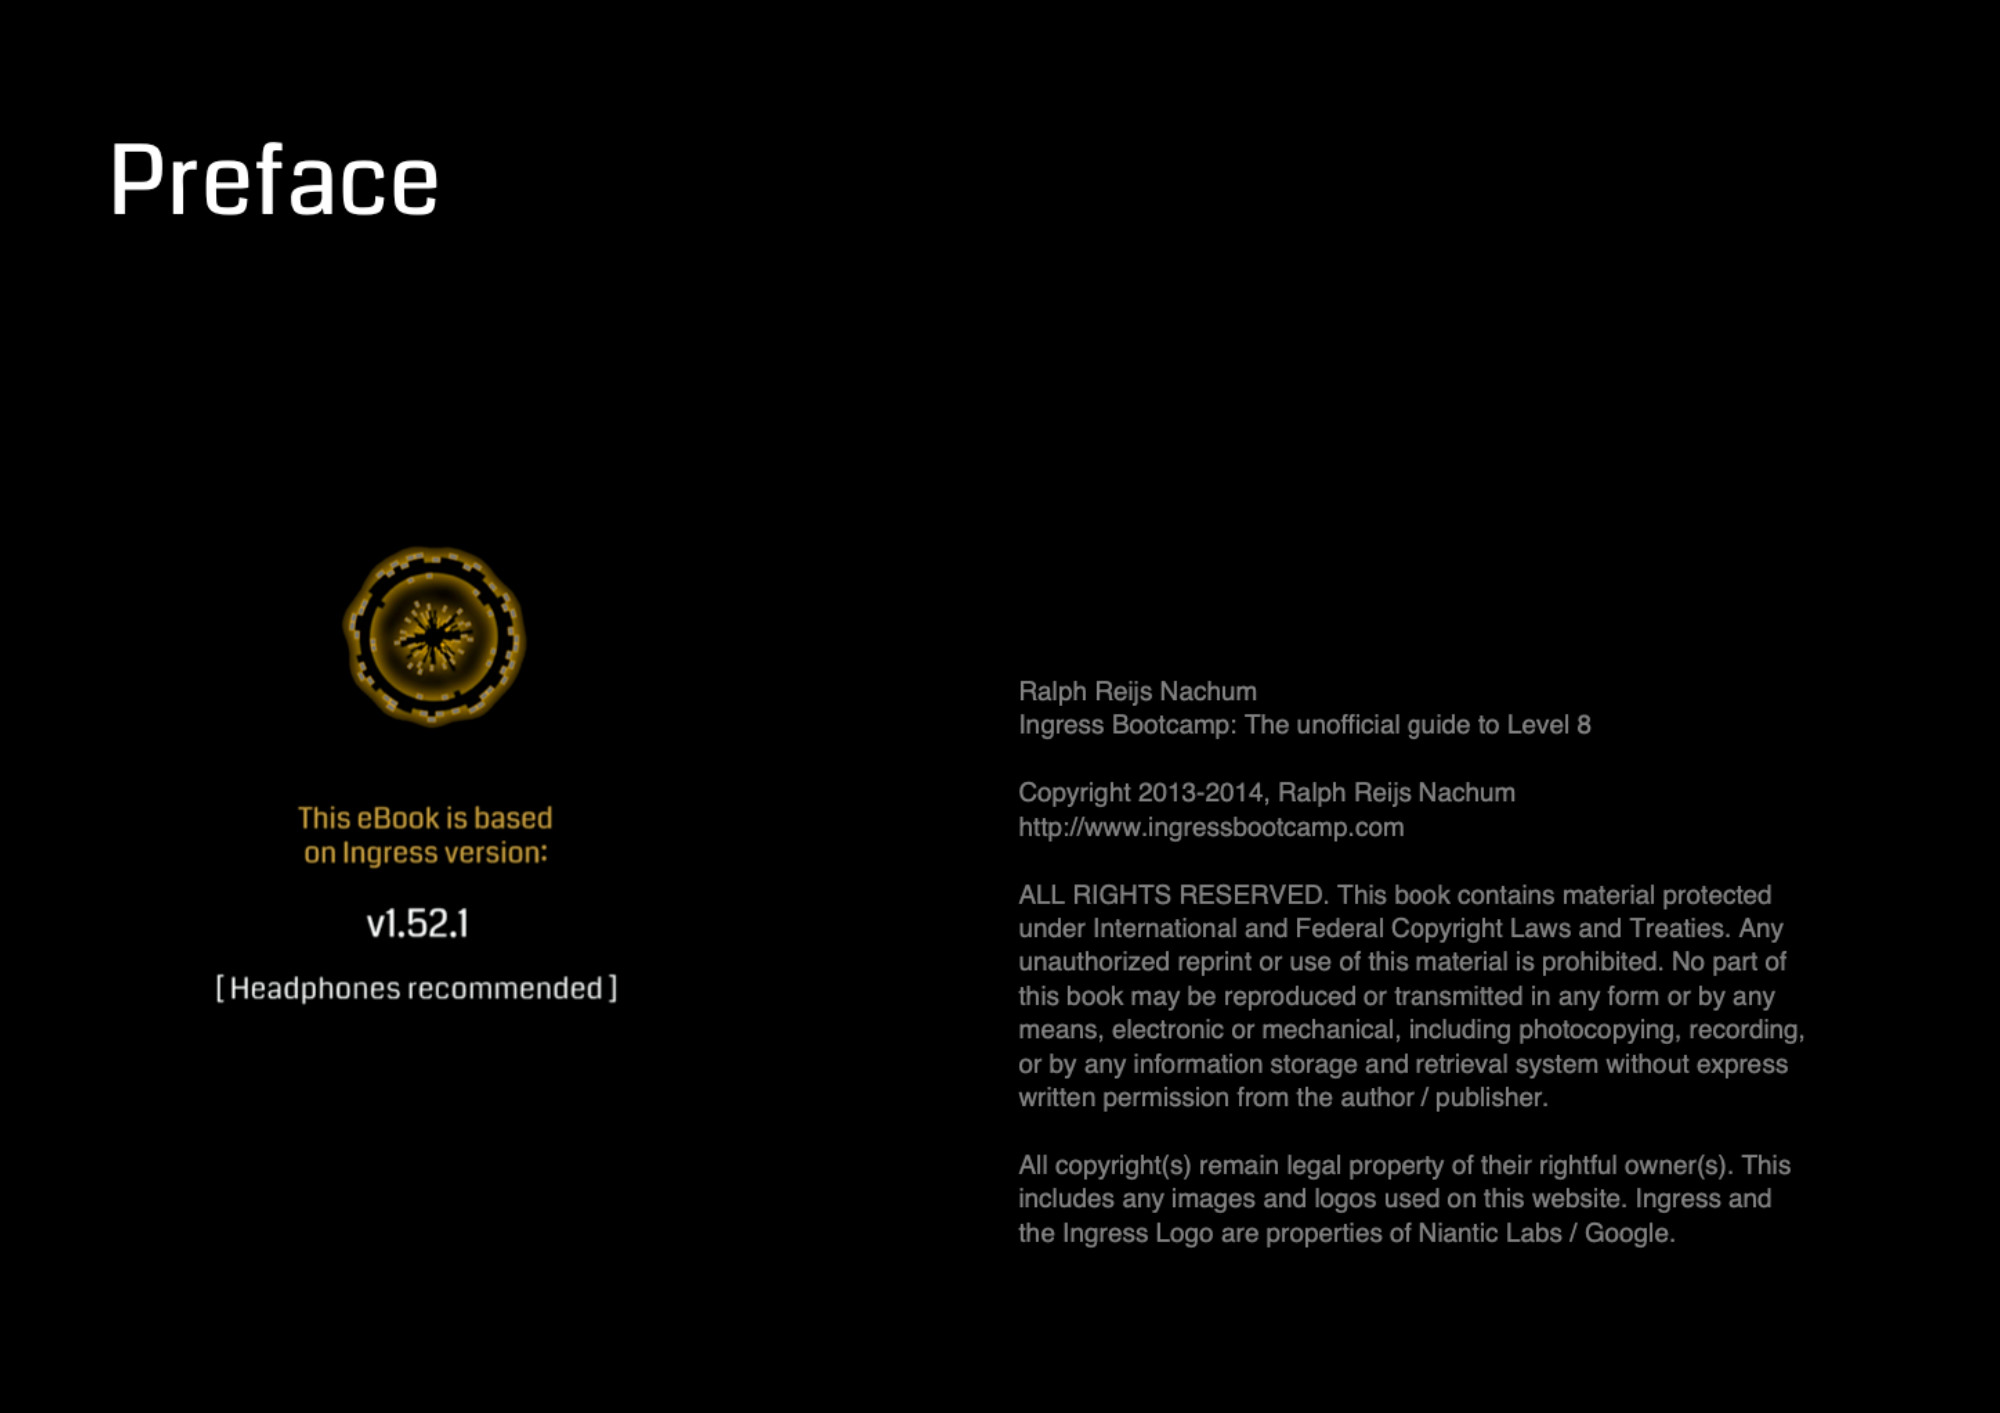 Preface
This eBook is based
on Ingress version:
v1.52.1
[ Headphones recommended ]
Ralph Reijs Nachum
Ingress Bootcamp: The unofficial guide to Level 8
Copyright 2013-2014, Ralph Reijs Nachum
http://www.ingressbootcamp.com
ALL RIGHTS RESERVED. This book contains material protected
under International and Federal Copyright Laws and Treaties. Any
unauthorized reprint or use of this material is prohibited. No part of
this book may be reproduced or transmitted in any form or by any
means, electronic or mechanical, including photocopying, recording,
or by any information storage and retrieval system without express
written permission from the author / publisher.
All copyright(s) remain legal property of their rightful owner(s). This
includes any images and logos used on this website. Ingress and
the Ingress Logo are properties of Niantic Labs / Google.